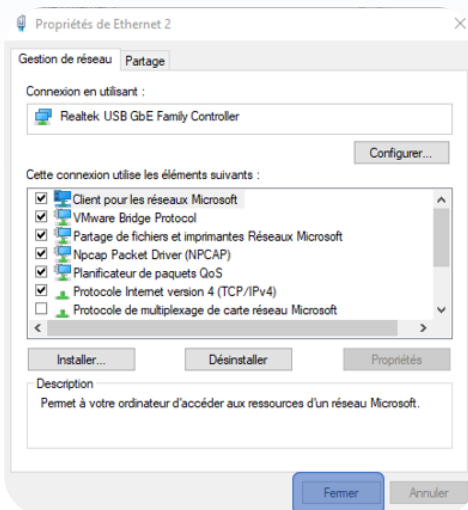 Propriétés de Ethernet 2
Gestion de réseau Partage
Connexion en utilisant :
Realtek USB GbE Family Controller
Configurer...
Cette connexion utilise les éléments suivants :
Client pour les réseaux Microsoft
VMware Bridge Protocol
Partage de fichiers et imprimantes Réseaux Microsoft
Npcap Packet Driver (NPCAP)
Planificateur de paquets QoS
Protocole Internet version 4 (TCP/IPv4)
Protocole de multiplexage de carte réseau Microsoft
Installer... Désinstaller Propriétés
Description
Permet à votre ordinateur d'accéder aux ressources d'un réseau Microsoft.
Fermer Annuler